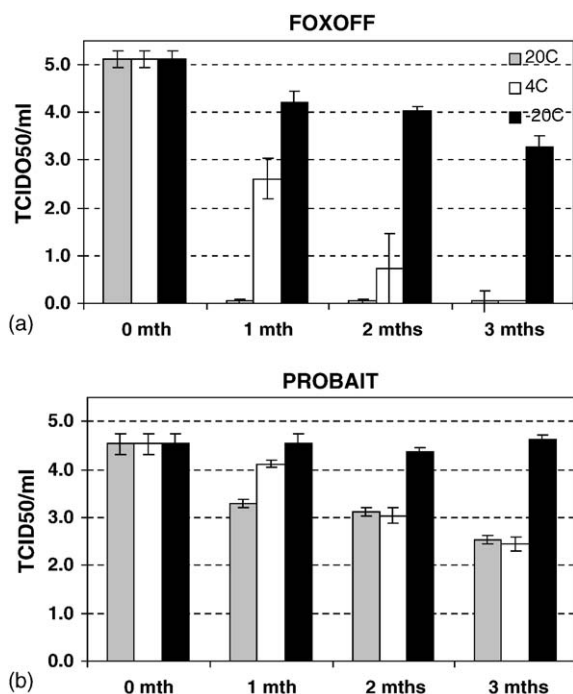 FOXOFF
5.0
4.0
3.0
2.0
1.0
0.0
TCIDO50/ml
20C
4C
-20C
0 mth 1 mth 2 mths 3 mths
(a)
PROBAIT
5.0
4.0
3.0
2.0
1.0
0.0
TCID50/ml
0 mth 1 mth 2 mths 3 mths
(b)